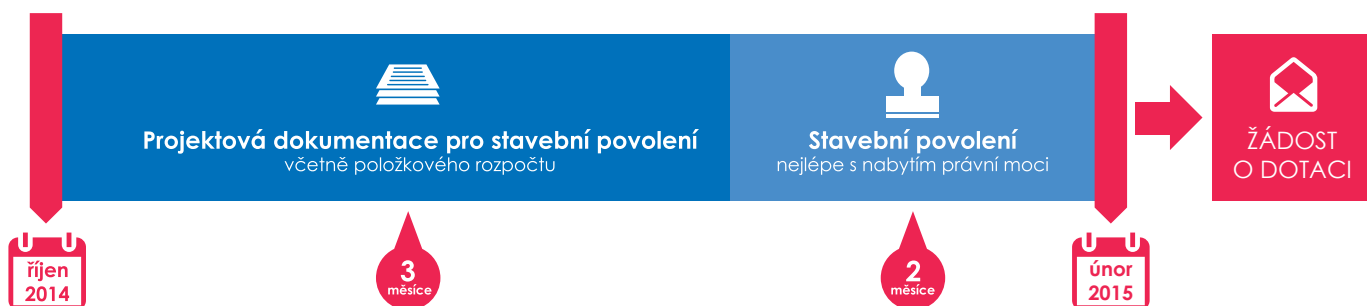 Projektová dokumentace pro stavební povolení
včetně položkového rozpočtu
Stavební povolení
nejlépe s nabytím právní moci
ŽÁDOST
O DOTACI
říjen
2014
3
měsíce
2
měsíce
únor
2015